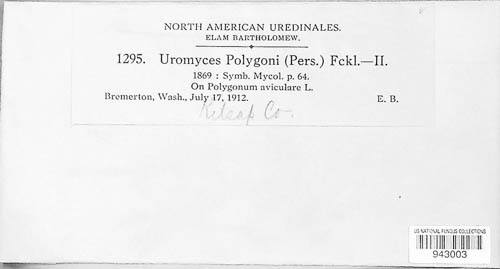 NORTH AMERICAN UREDINALES.
ELAM BARTHOLOMEW.
1295. Uromyces Polygoni (Pers.) Fckl.—II.
1869 : Symb. Mycol. p. 64.
On Polygonum aviculare L.
Bremerton, Wash., July 17, 1912. E. B.
Kitsap Co.
US NATIONAL FUNGUS COLLECTIONS
943003